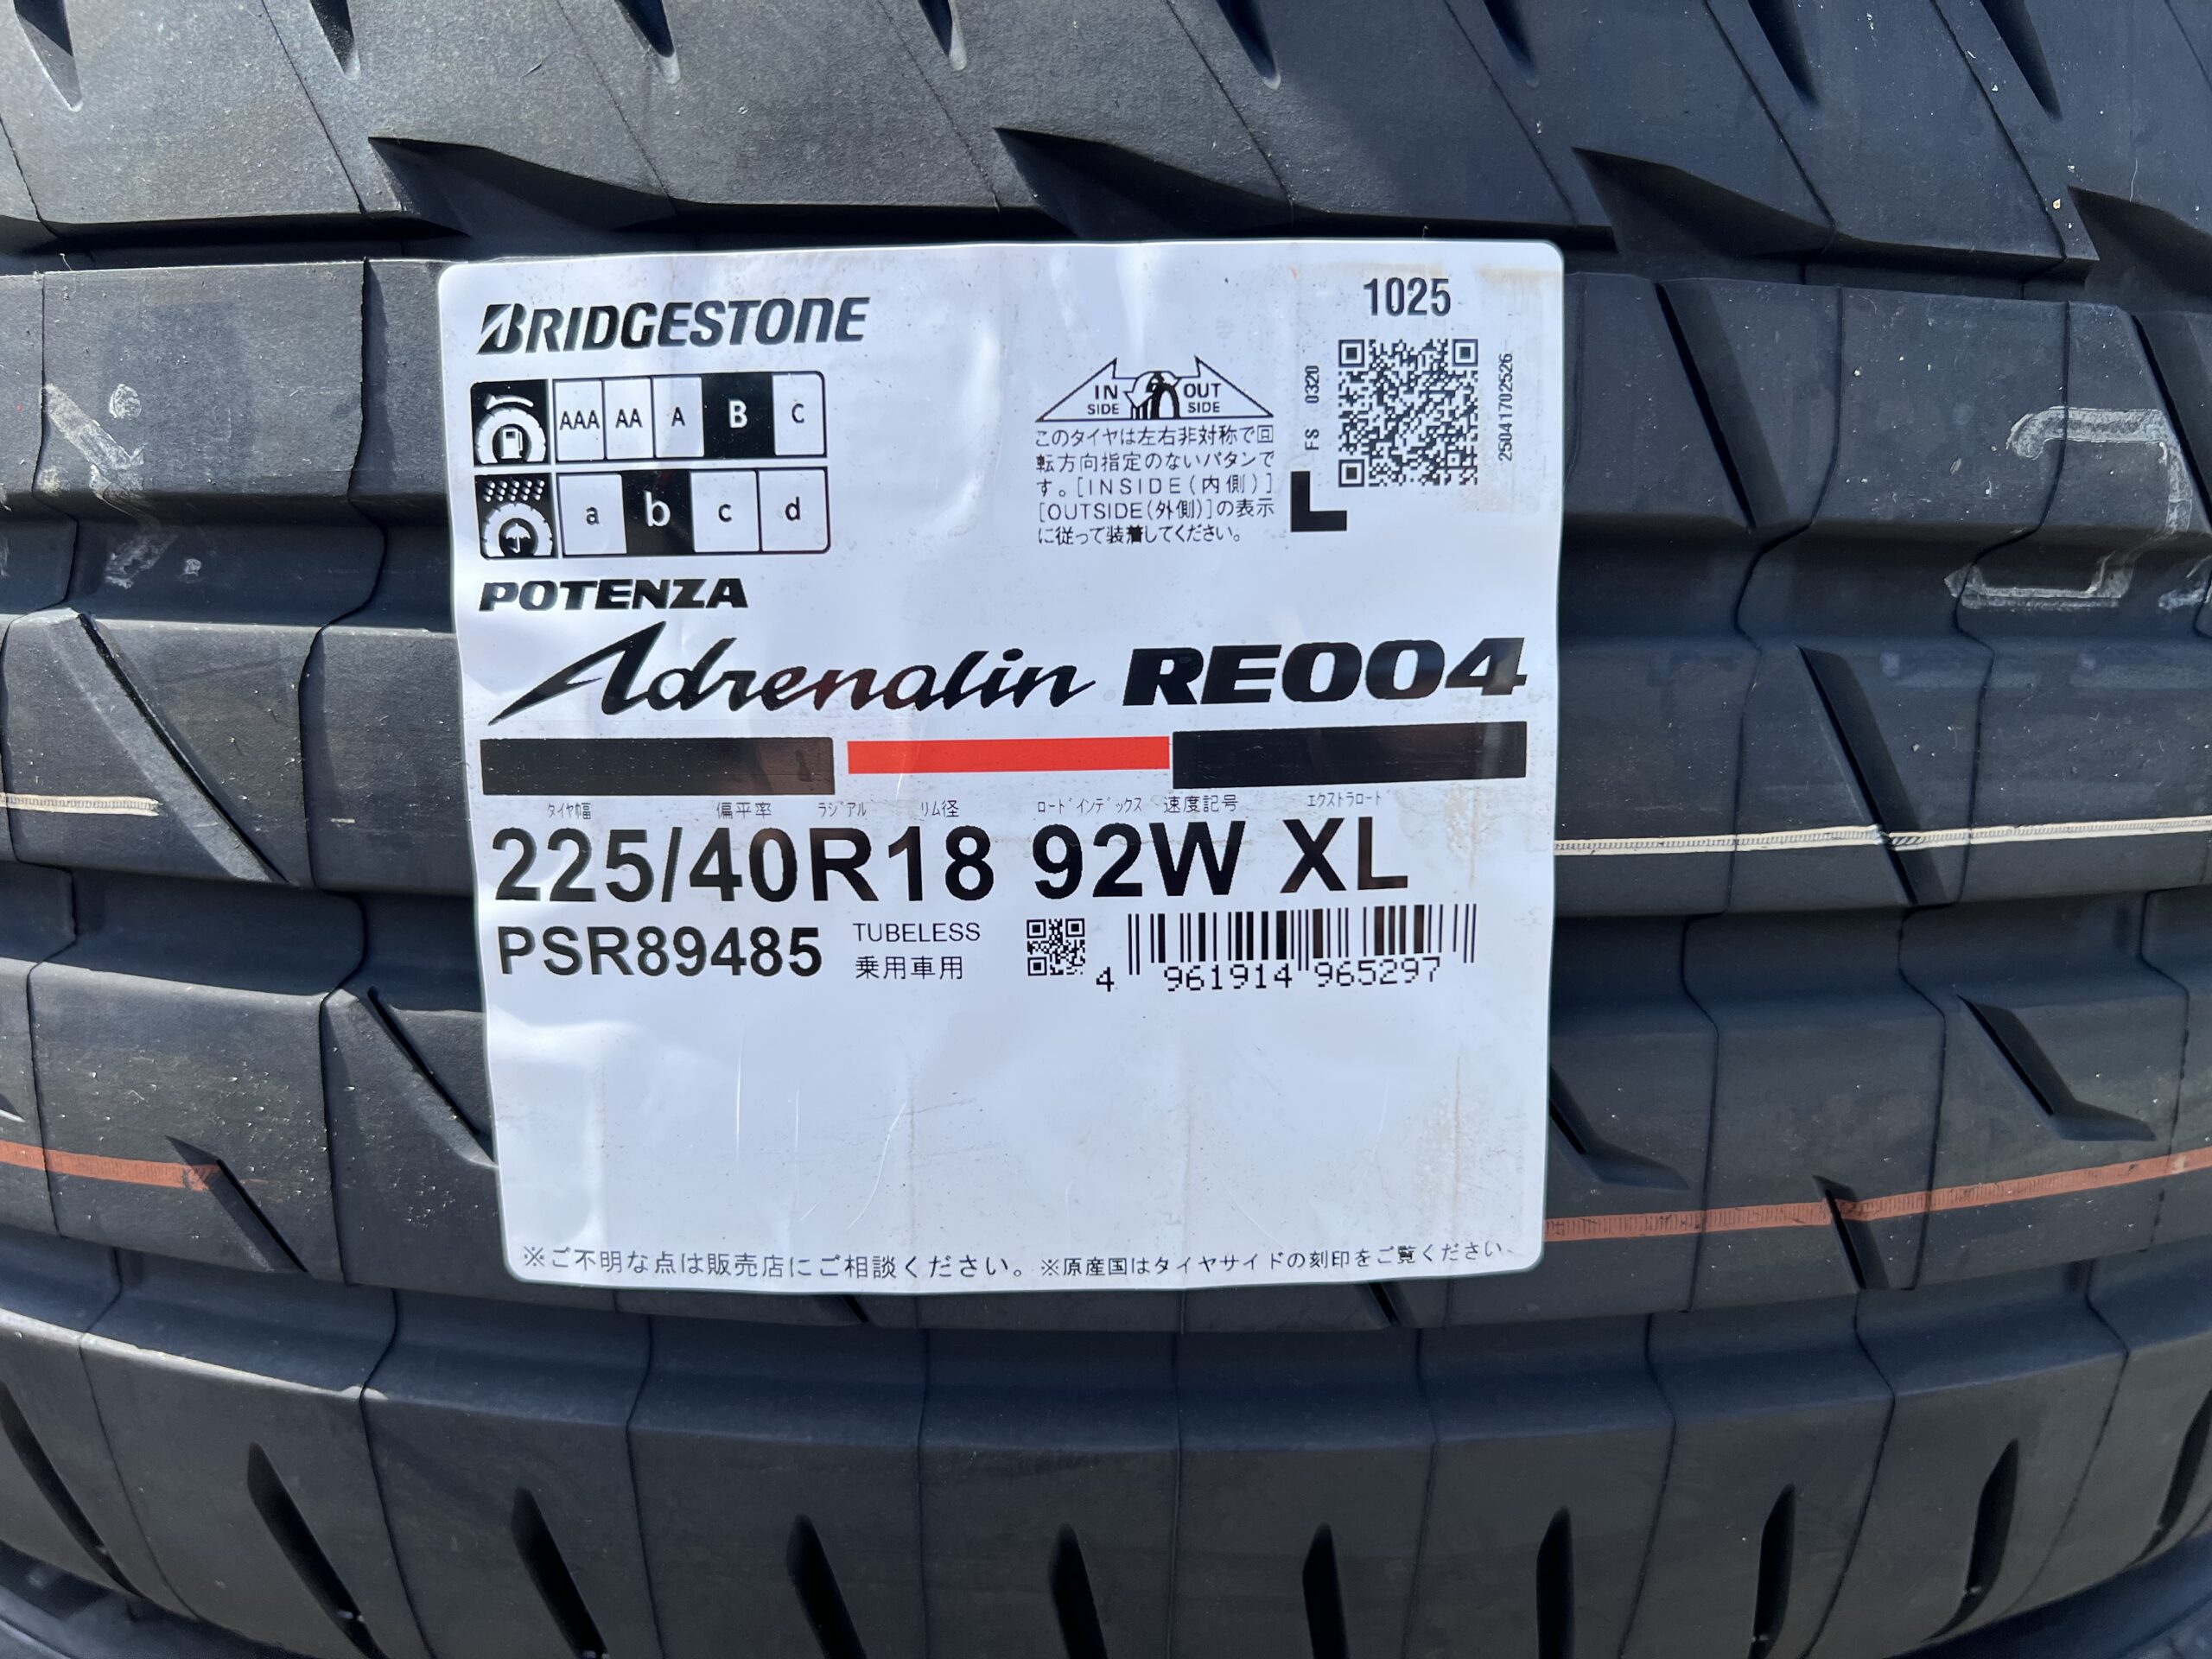 BRIDGESTONE
1025
AAA AA A B C
a b c d
IN SIDE OUT SIDE
このタイヤは左右非対称で回
転方向指定のないパタンで
す。[INSIDE(内側)]
[OUTSIDE(外側)]の表示
に従って装着してください。
FS 0320
L
25041702526
POTENZA
Adrenalin RE004
タイヤ幅 偏平率 ラジアル リム径 ロードインデックス 速度記号 エクストラロード
225/40R18 92W XL
PSR89485
TUBELESS
乗用車用
4 961914 965297
※ご不明な点は販売店にご相談ください。※原産国はタイヤサイドの刻印をご覧ください。